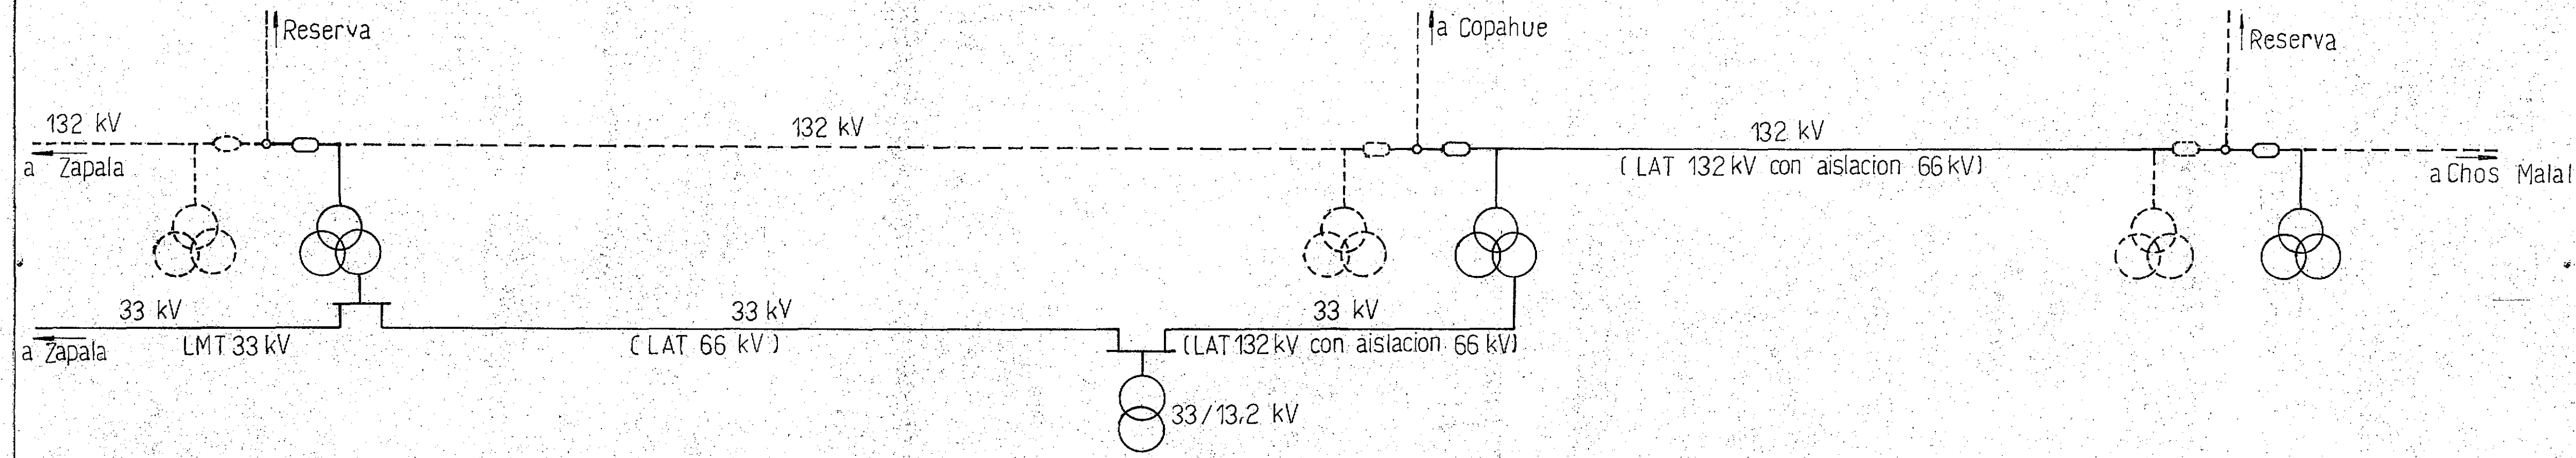 Reserva
a Copahue
Reserva
132 kV
132 kV
132 kV
a Zapala
(LAT 132 kV con aislacion 66 kV)
a Chos Malal
33 kV
33 kV
33 kV
a Zapala
LMT 33 kV
(LAT 66 kV)
(LAT 132 kV con aislacion 66 kV)
33/13,2 kV